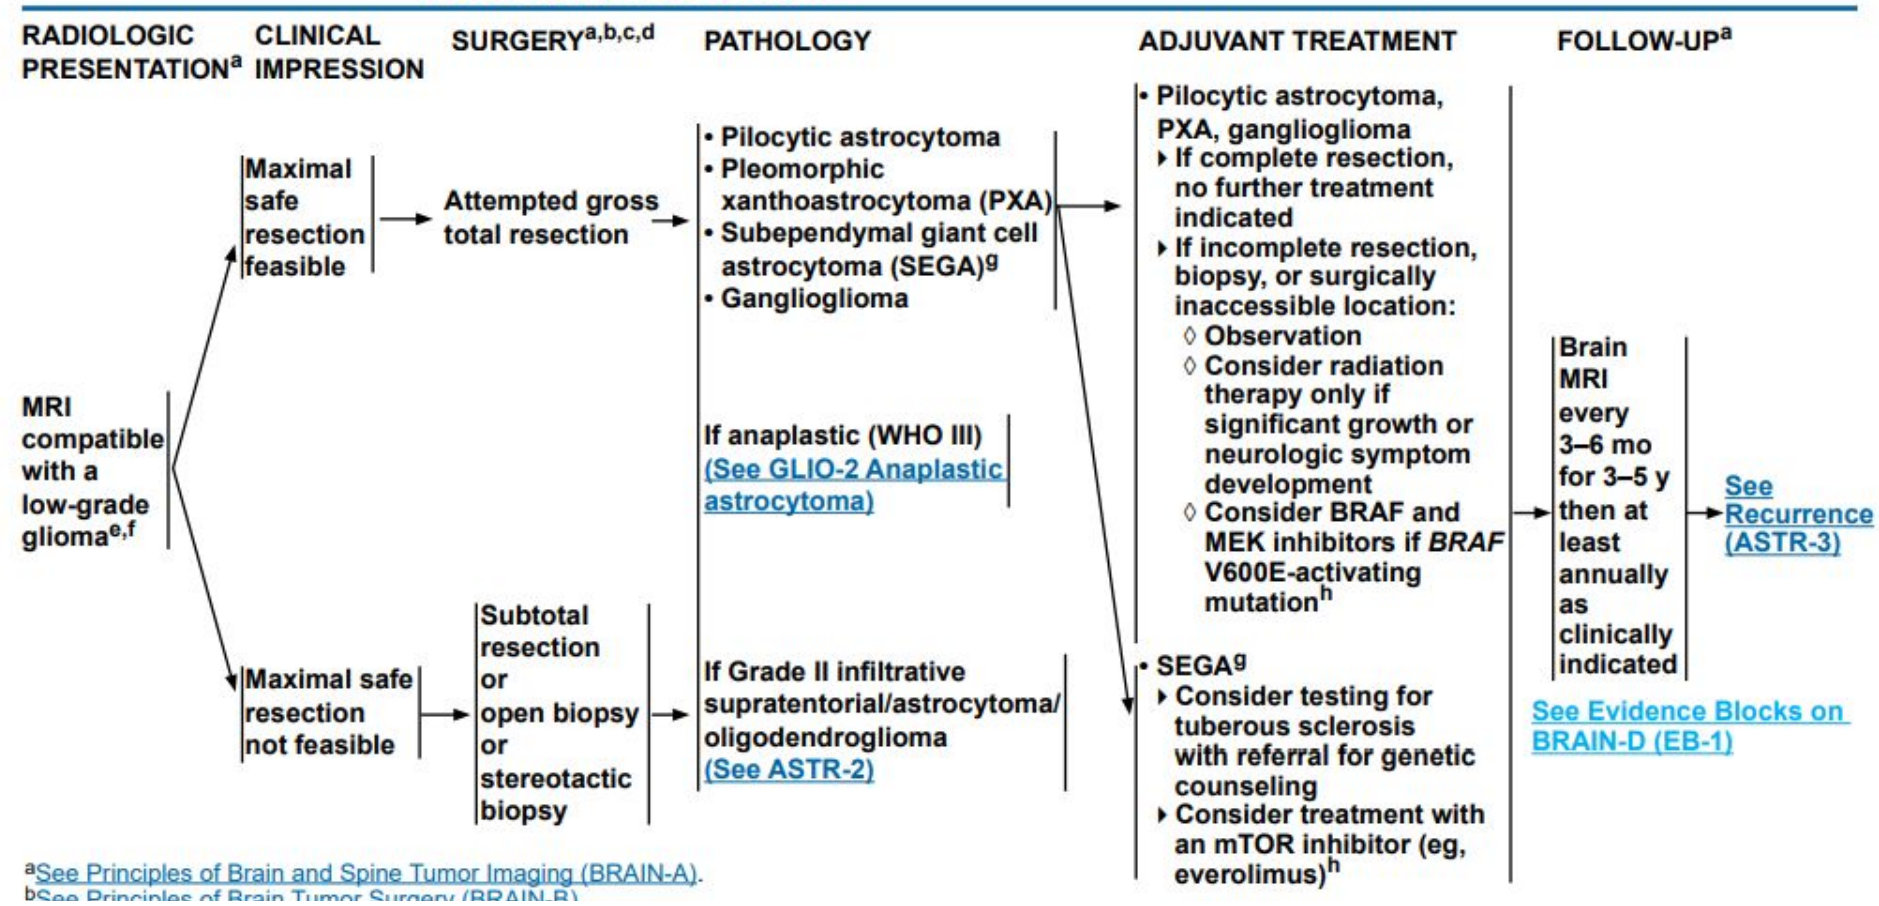 RADIOLOGIC
PRESENTATIONa
CLINICAL
IMPRESSION
SURGERYa,b,c,d
PATHOLOGY
ADJUVANT TREATMENT
FOLLOW-UPa
MRI
compatible
with a
low-grade
gliomae,f
Maximal
safe
resection
feasible
Attempted gross
total resection
Maximal safe
resection
not feasible
Subtotal
resection
or
open biopsy
or
stereotactic
biopsy
• Pilocytic astrocytoma
• Pleomorphic
xanthoastrocytoma (PXA)
• Subependymal giant cell
astrocytoma (SEGA)g
• Ganglioglioma
If anaplastic (WHO III)
(See GLIO-2 Anaplastic
astrocytoma)
If Grade II infiltrative
supratentorial/astrocytoma/
oligodendroglioma
(See ASTR-2)
• Pilocytic astrocytoma,
PXA, ganglioglioma
▸ If complete resection,
no further treatment
indicated
▸ If incomplete resection,
biopsy, or surgically
inaccessible location:
◊ Observation
◊ Consider radiation
therapy only if
significant growth or
neurologic symptom
development
◊ Consider BRAF and
MEK inhibitors if BRAF
V600E-activating
mutationh
• SEGAg
▸ Consider testing for
tuberous sclerosis
with referral for genetic
counseling
▸ Consider treatment with
an mTOR inhibitor (eg,
everolimus)h
Brain
MRI
every
3–6 mo
for 3–5 y
then at
least
annually
as
clinically
indicated
See
Recurrence
(ASTR-3)
See Evidence Blocks on
BRAIN-D (EB-1)
aSee Principles of Brain and Spine Tumor Imaging (BRAIN-A).
bSee Principles of Brain Tumor Surgery (BRAIN-B)